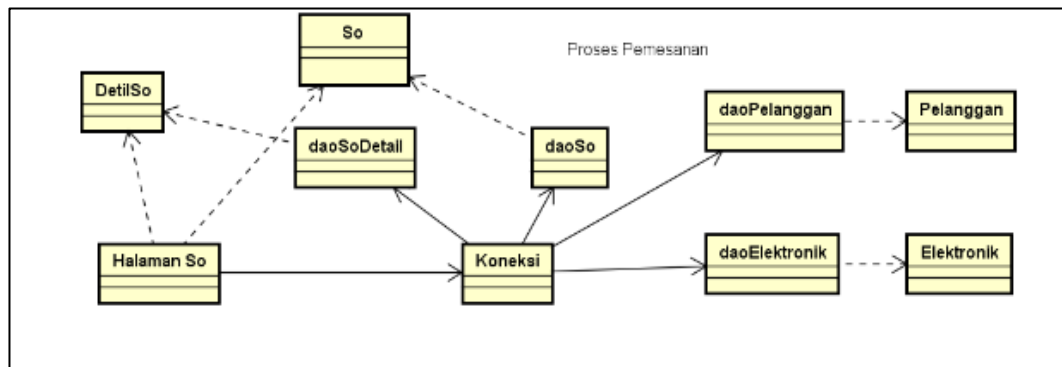 So
Proses Pemesanan
DetilSo
daoPelanggan
Pelanggan
daoSoDetail
daoSo
Halaman So
Koneksi
daoElektronik
Elektronik